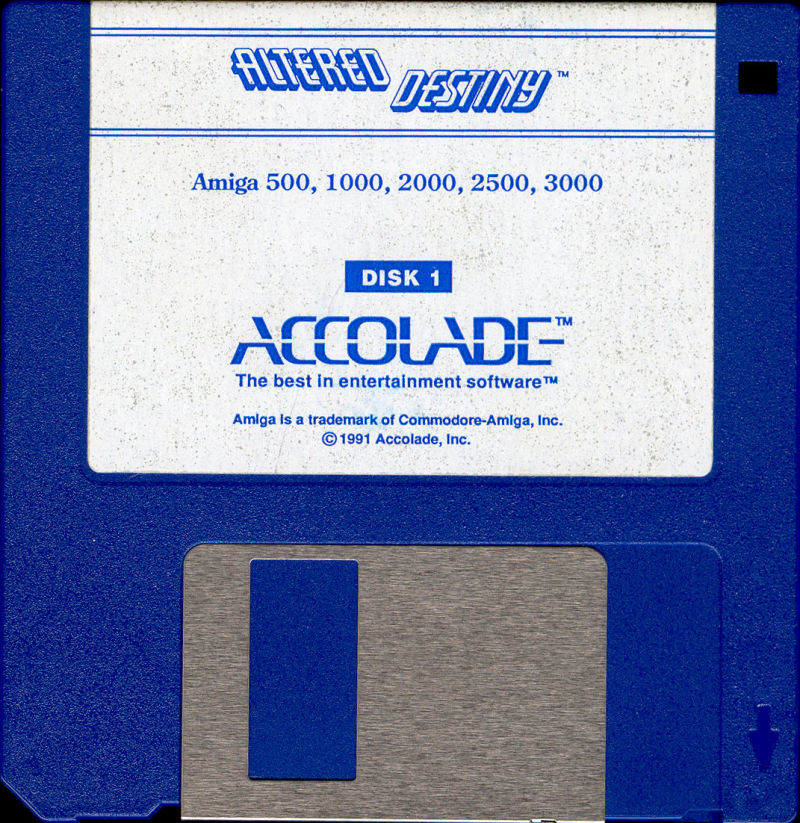 ALTERED DESTINY™
Amiga 500, 1000, 2000, 2500, 3000
DISK 1
ACCOLADE™
The best in entertainment software™
Amiga is a trademark of Commodore-Amiga, Inc.
©1991 Accolade, Inc.